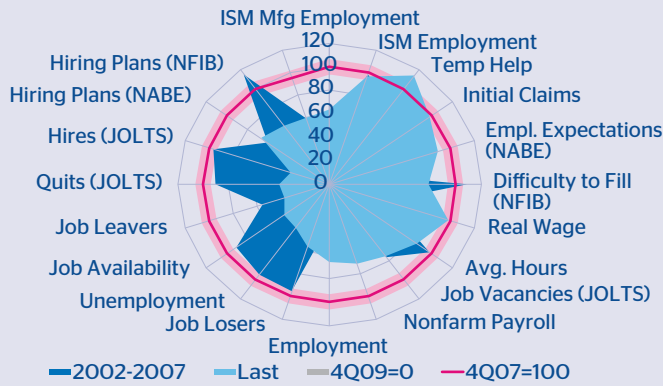 ISM Mfg Employment
120
100
80
60
40
20
0
ISM Employment
Temp Help
Initial Claims
Empl. Expectations
(NABE)
Difficulty to Fill
(NFIB)
Real Wage
Avg. Hours
Job Vacancies (JOLTS)
Nonfarm Payroll
Employment
Job Losers
Unemployment
Job Availability
Job Leavers
Quits (JOLTS)
Hires (JOLTS)
Hiring Plans (NABE)
Hiring Plans (NFIB)
2002-2007 Last 4Q09=0 4Q07=100